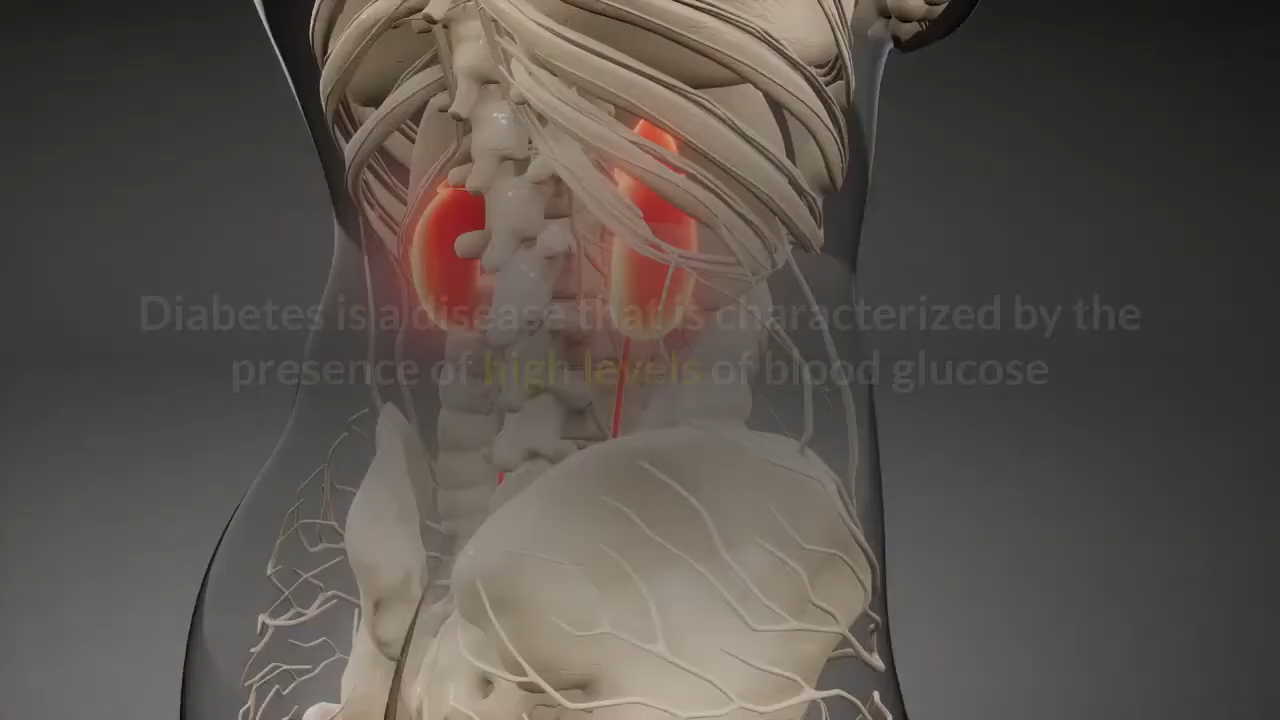 Diabetes is a disease that is characterized by the
presence of high levels of blood glucose